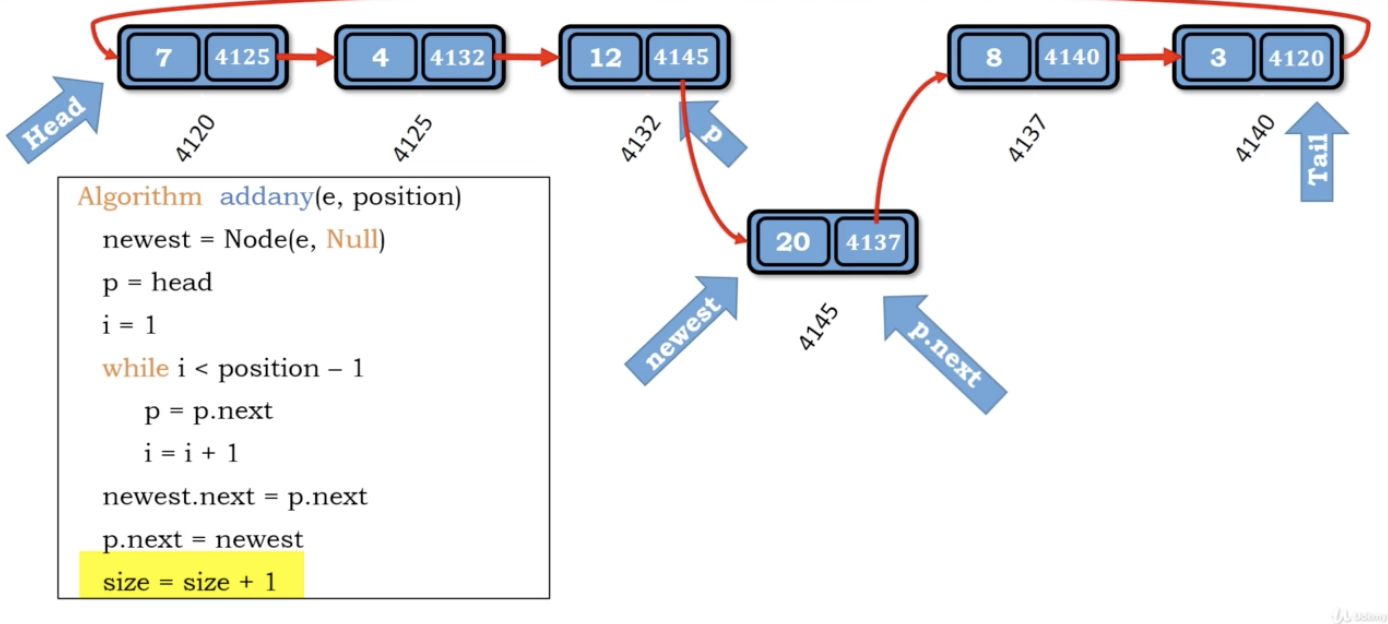 7 4125 4 4132 12 4145 8 4140 3 4120
Head
4120
4125
4132
p
4137
4140
Tail
Algorithm addany(e, position)
newest = Node(e, Null)
p = head
i = 1
while i < position – 1
p = p.next
i = i + 1
newest.next = p.next
p.next = newest
size = size + 1
20 4137
newest
4145
p.next
Udemy